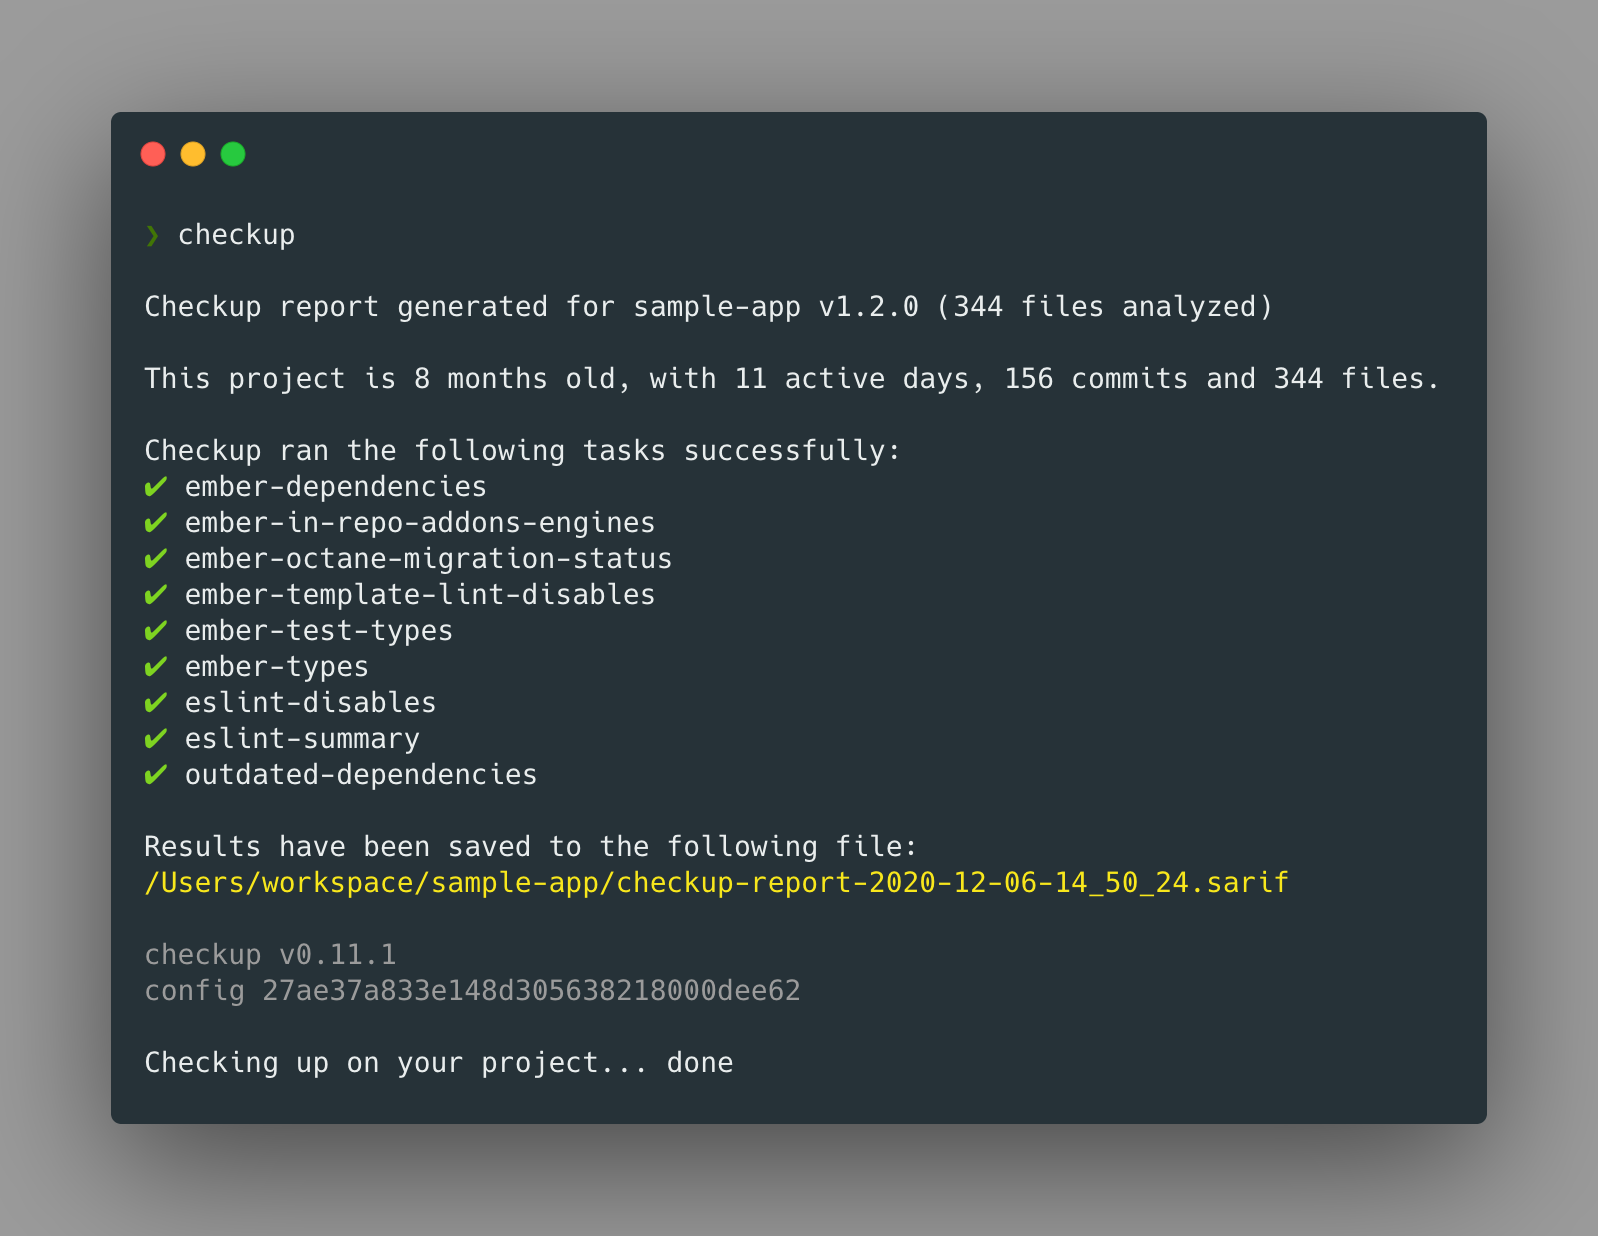 ❯ checkup
Checkup report generated for sample-app v1.2.0 (344 files analyzed)
This project is 8 months old, with 11 active days, 156 commits and 344 files.
Checkup ran the following tasks successfully:
✔ ember-dependencies
✔ ember-in-repo-addons-engines
✔ ember-octane-migration-status
✔ ember-template-lint-disables
✔ ember-test-types
✔ ember-types
✔ eslint-disables
✔ eslint-summary
✔ outdated-dependencies
Results have been saved to the following file:
/Users/workspace/sample-app/checkup-report-2020-12-06-14_50_24.sarif
checkup v0.11.1
config 27ae37a833e148d305638218000dee62
Checking up on your project... done